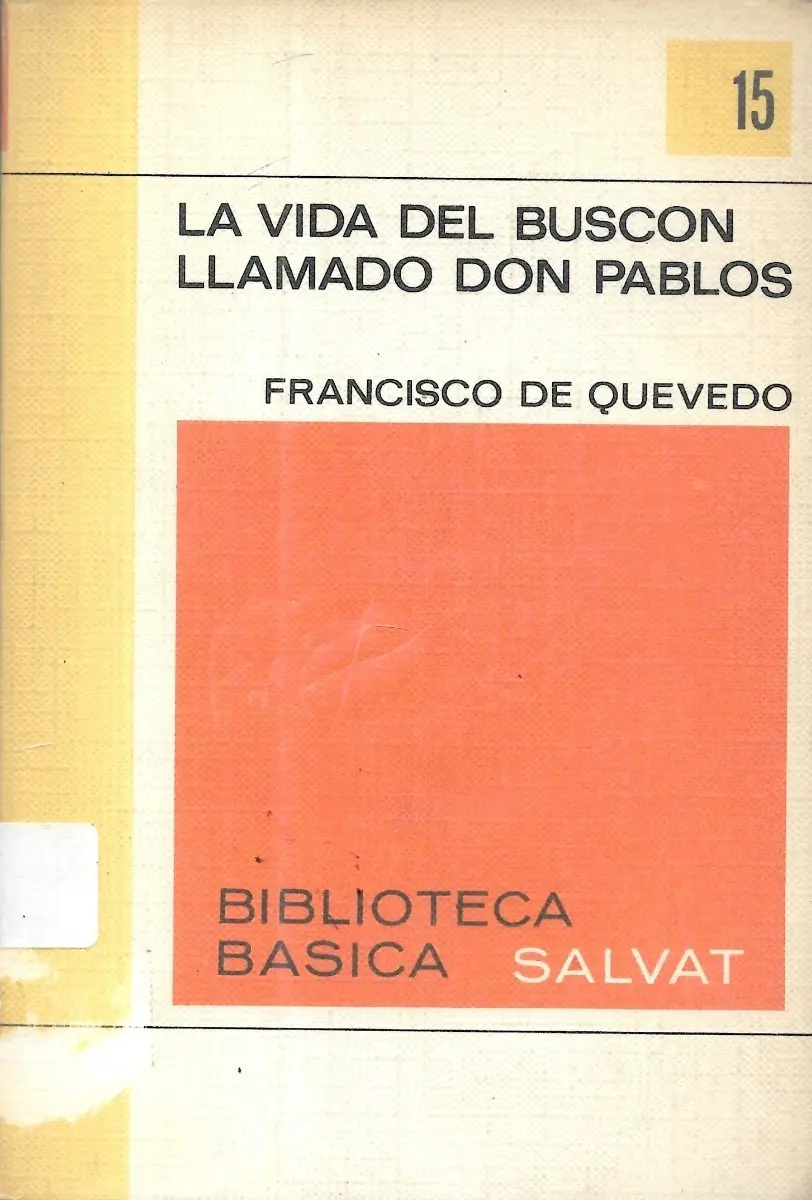 15
LA VIDA DEL BUSCON
LLAMADO DON PABLOS
FRANCISCO DE QUEVEDO
BIBLIOTECA
BASICA SALVAT